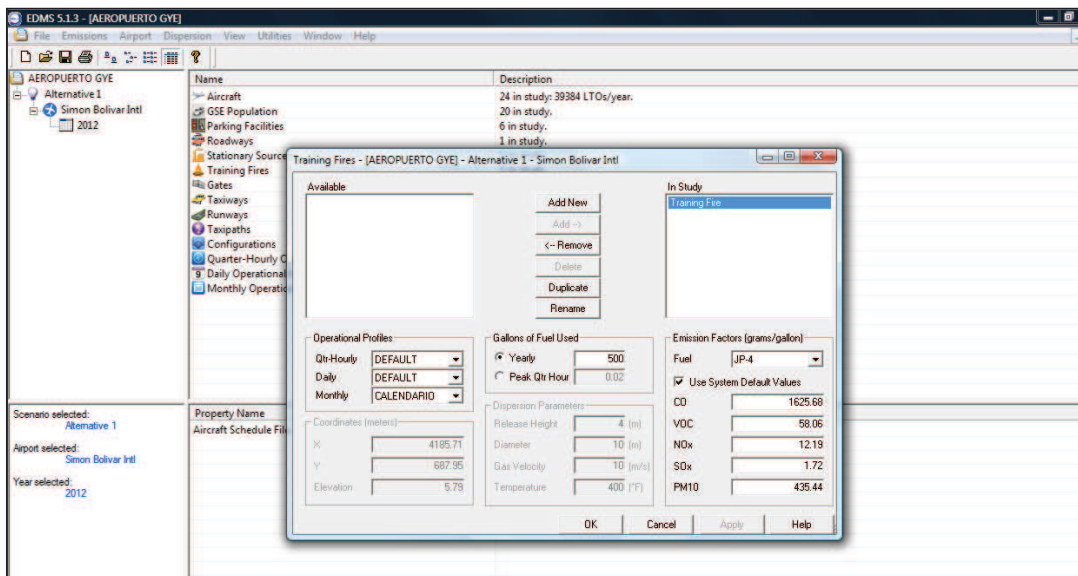 EDMS 5.1.3 - [AEROPUERTO GYE]
File Emissions Airport Dispersion View Utilities Window Help
AEROPUERTO GYE
Alternative 1
Simon Bolivar Intl
2012
Name Description
Aircraft 24 in study: 39384 LTOs/year.
GSE Population 20 in study.
Parking Facilities 6 in study.
Roadways 1 in study.
Stationary Source
Training Fires
Gates
Taxiways
Runways
Taxipaths
Configurations
Quarter-Hourly O
Daily Operational
Monthly Operatio
Training Fires - [AEROPUERTO GYE] - Alternative 1 - Simon Bolivar Intl
Available
Add New
Add -->
<-- Remove
Delete
Duplicate
Rename
In Study
Training Fire
Operational Profiles
Qtr-Hourly DEFAULT
Daily DEFAULT
Monthly CALENDARIO
Coordinates (meters)
X 4185.71
Y 687.95
Elevation 5.79
Gallons of Fuel Used
Yearly 500
Peak Qtr Hour 0.02
Dispersion Parameters
Release Height 4 (m)
Diameter 10 (m)
Gas Velocity 10 (m/s)
Temperature 400 (°F)
Emission Factors (grams/gallon)
Fuel JP-4
Use System Default Values
CO 1625.68
VOC 58.06
NOx 12.19
SOx 1.72
PM10 435.44
OK Cancel Apply Help
Scenario selected:
Alternative 1
Airport selected:
Simon Bolivar Intl
Year selected:
2012
Property Name
Aircraft Schedule File